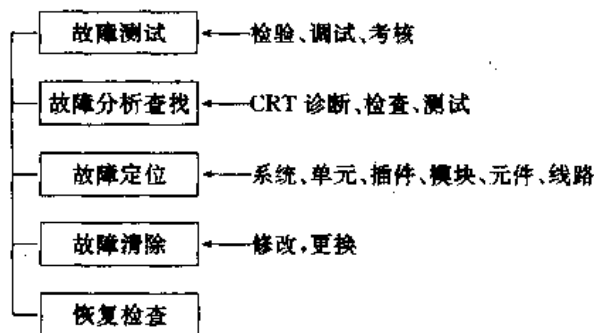 故障测试 检验、调试、考核
故障分析查找 CRT 诊断、检查、测试
故障定位 系统、单元、插件、模块、元件、线路
故障清除 修改,更换
恢复检查